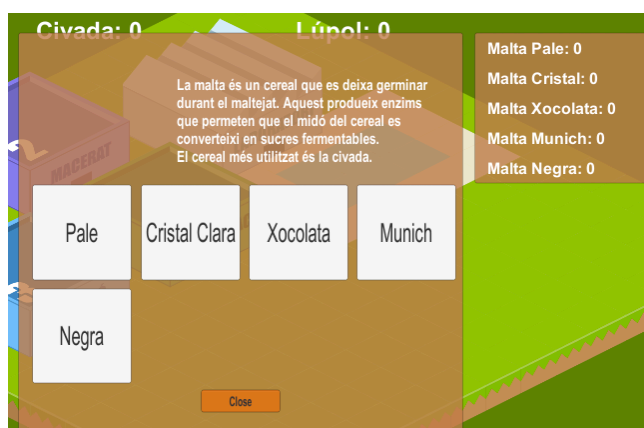 Civada: 0
Lúpol: 0
La malta és un cereal que es deixa germinar
durant el maltejat. Aquest produeix enzims
que permeten que el midó del cereal es
converteixi en sucres fermentables.
El cereal més utilitzat és la civada.
MACERAT
Pale
Cristal Clara
Xocolata
Munich
Negra
Close
Malta Pale: 0
Malta Cristal: 0
Malta Xocolata: 0
Malta Munich: 0
Malta Negra: 0